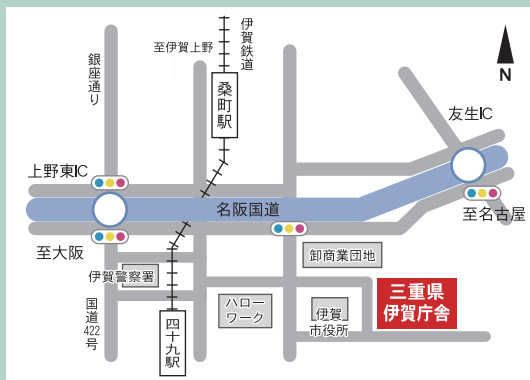 伊賀鉄道
至伊賀上野
銀座通り
桑町駅
N
友生IC
上野東IC
名阪国道
至名古屋
至大阪
卸商業団地
伊賀警察署
三重県
伊賀庁舎
国道
422
号
ハロー
ワーク
伊賀
市役所
四十九駅